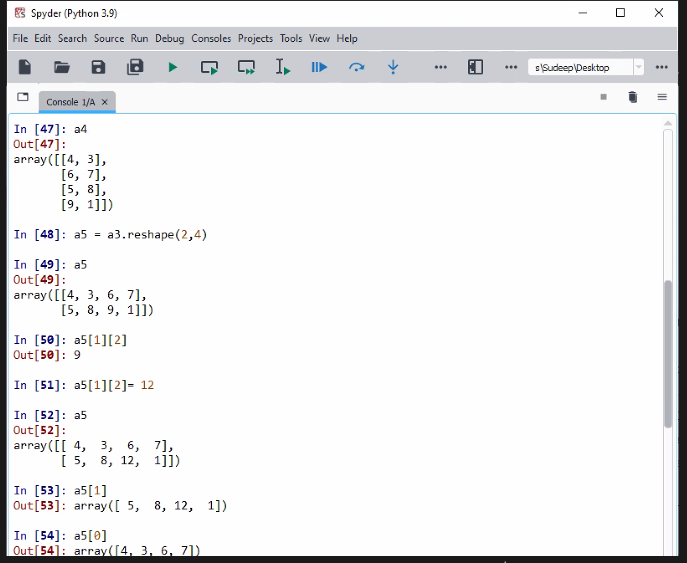 Spyder (Python 3.9)
File Edit Search Source Run Debug Consoles Projects Tools View Help
s\Sudeep\Desktop
Console 1/A
In [47]: a4
Out[47]:
array([[4, 3],
       [6, 7],
       [5, 8],
       [9, 1]])
In [48]: a5 = a3.reshape(2,4)
In [49]: a5
Out[49]:
array([[4, 3, 6, 7],
       [5, 8, 9, 1]])
In [50]: a5[1][2]
Out[50]: 9
In [51]: a5[1][2]= 12
In [52]: a5
Out[52]:
array([[ 4,  3,  6,  7],
       [ 5,  8, 12,  1]])
In [53]: a5[1]
Out[53]: array([ 5,  8, 12,  1])
In [54]: a5[0]
Out[54]: array([4, 3, 6, 7])